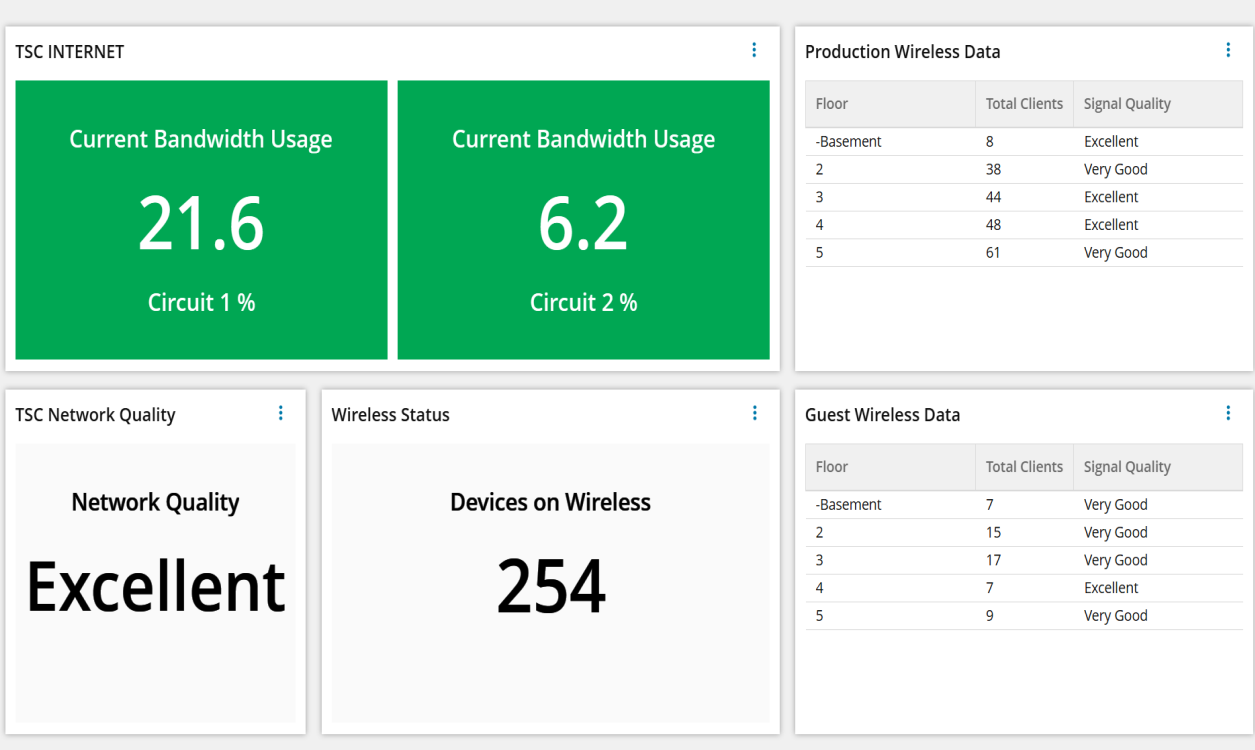 TSC INTERNET
Current Bandwidth Usage
21.6
Circuit 1 %
Current Bandwidth Usage
6.2
Circuit 2 %
Production Wireless Data
Floor Total Clients Signal Quality
-Basement 8 Excellent
2 38 Very Good
3 44 Excellent
4 48 Excellent
5 61 Very Good
TSC Network Quality
Network Quality
Excellent
Wireless Status
Devices on Wireless
254
Guest Wireless Data
Floor Total Clients Signal Quality
-Basement 7 Very Good
2 15 Very Good
3 17 Very Good
4 7 Excellent
5 9 Very Good